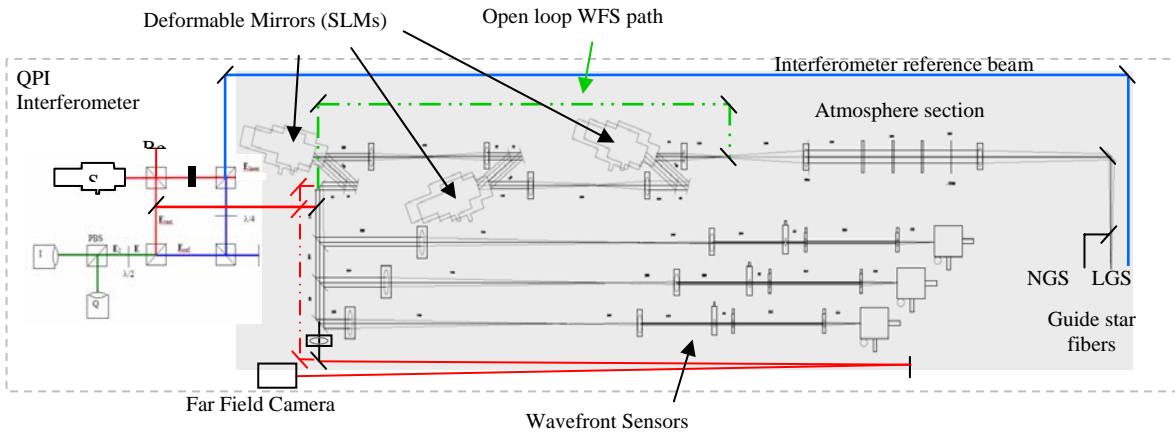 Deformable Mirrors (SLMs)
Open loop WFS path
QPI
Interferometer
Interferometer reference beam
Atmosphere section
PBS
λ/4
λ/2
I
Q
NGS LGS
Guide star
fibers
Far Field Camera
Wavefront Sensors